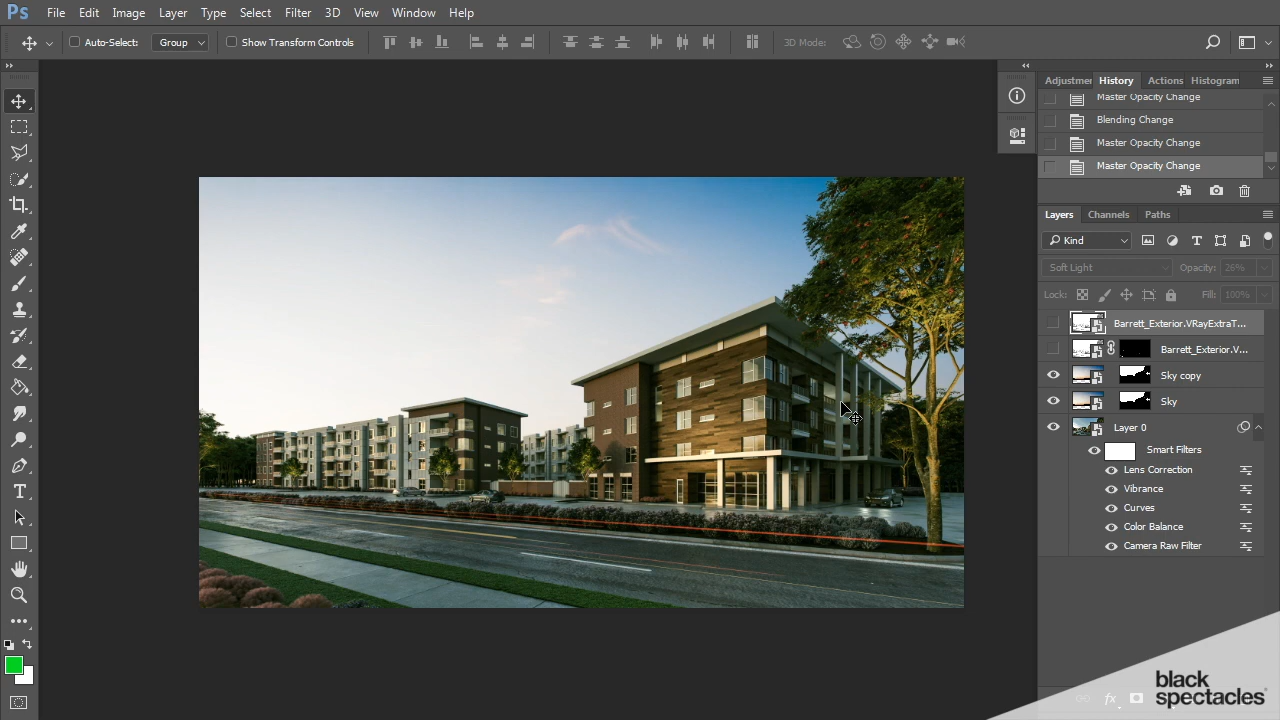 Ps File Edit Image Layer Type Select Filter 3D View Window Help
Auto-Select: Group Show Transform Controls 3D Mode:
Adjustmer History Actions Histogram
Master Opacity Change
Blending Change
Master Opacity Change
Master Opacity Change
Layers Channels Paths
Kind
Soft Light Opacity: 26%
Lock: Fill: 100%
Barrett_Exterior.VRayExtraT...
Barrett_Exterior.V...
Sky copy
Sky
Layer 0
Smart Filters
Lens Correction
Vibrance
Curves
Color Balance
Camera Raw Filter
fx
black
spectacles